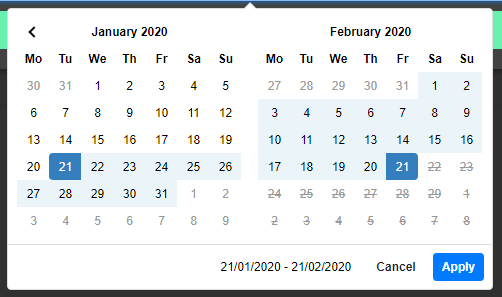 January 2020
Mo Tu We Th Fr Sa Su
30 31 1 2 3 4 5
6 7 8 9 10 11 12
13 14 15 16 17 18 19
20 21 22 23 24 25 26
27 28 29 30 31 1 2
3 4 5 6 7 8 9
February 2020
Mo Tu We Th Fr Sa Su
27 28 29 30 31 1 2
3 4 5 6 7 8 9
10 11 12 13 14 15 16
17 18 19 20 21 22 23
24 25 26 27 28 29 1
2 3 4 5 6 7 8
21/01/2020 - 21/02/2020 Cancel Apply